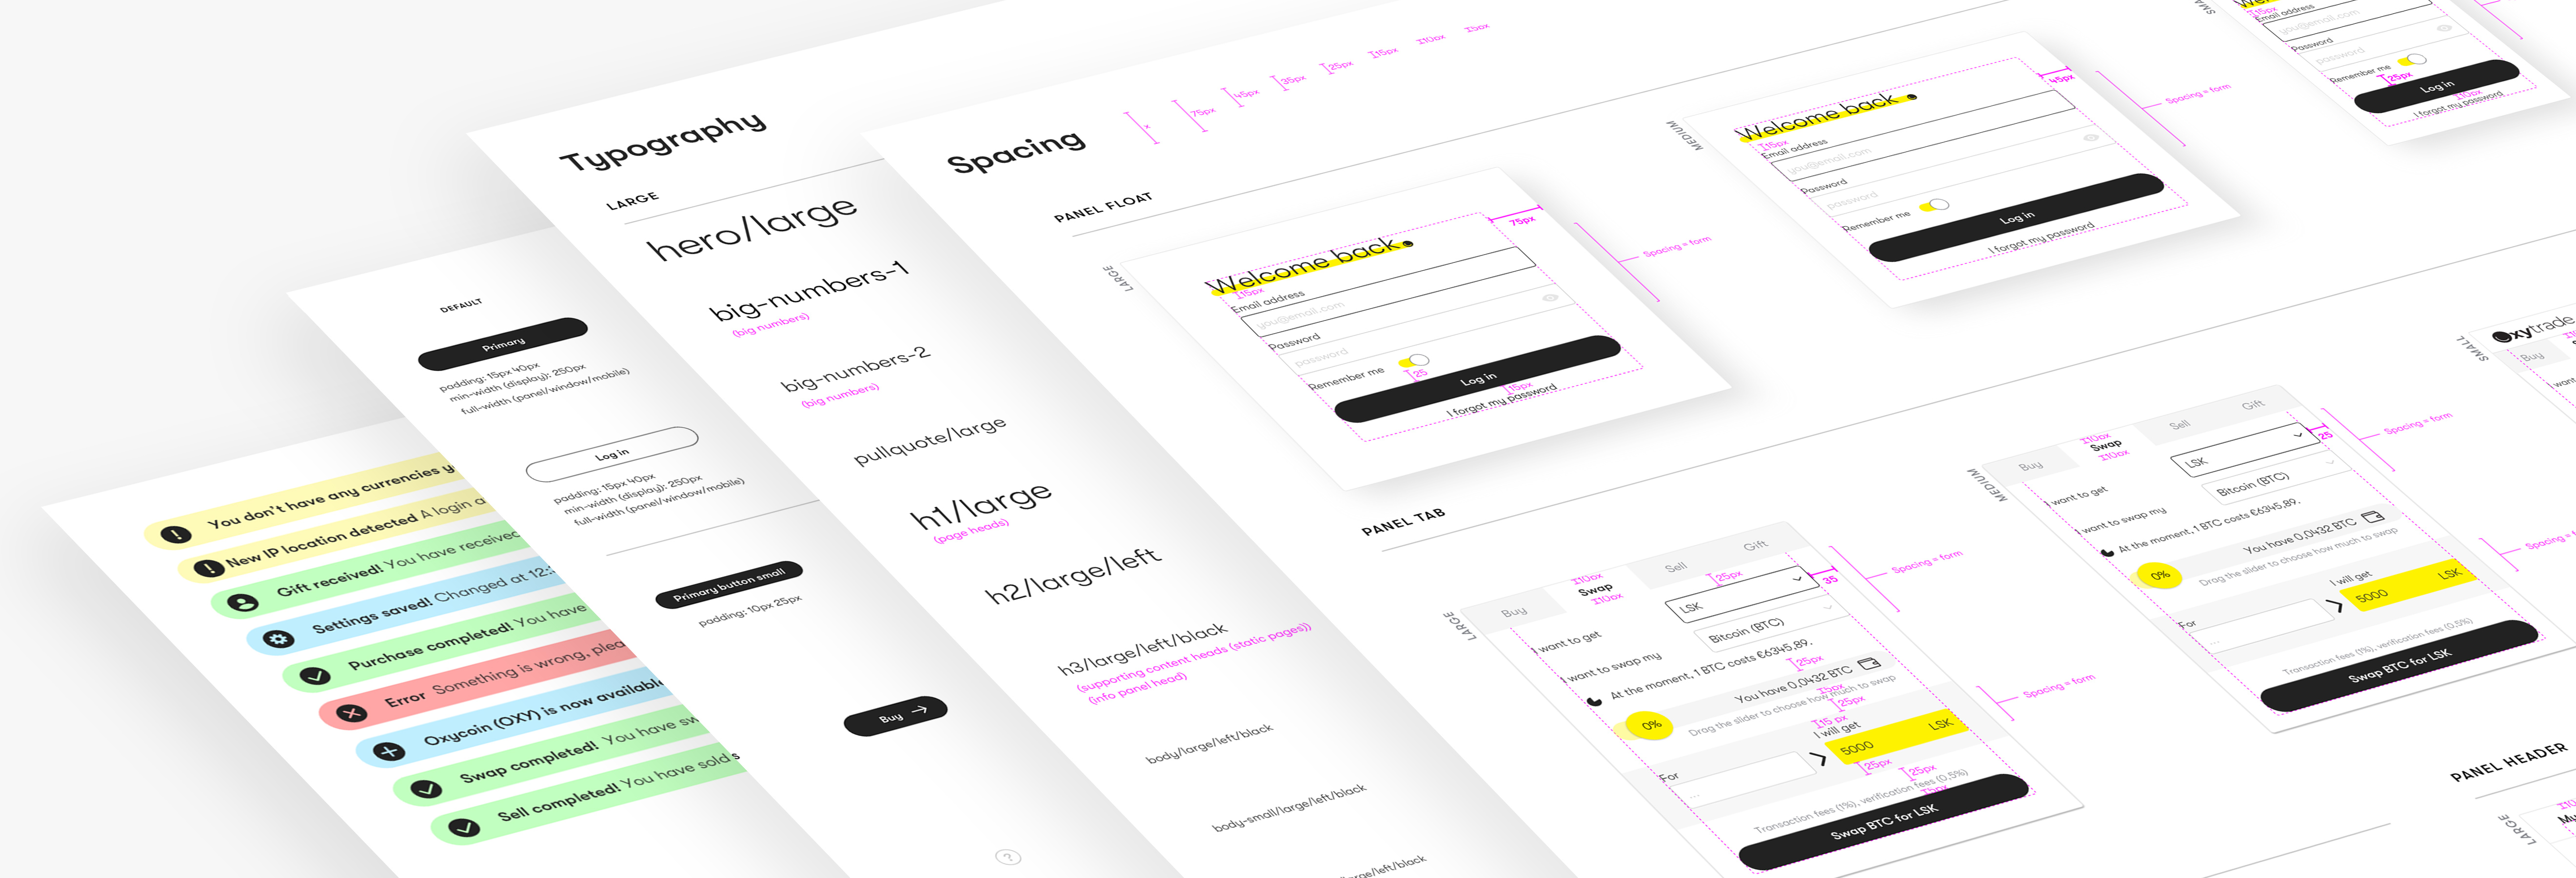 You don't have any currencies
New IP location detected A login a
Gift received! You have received
Settings saved! Changed at 12:
Purchase completed! You have
Error Something is wrong, plea
Oxycoin (OXY) is now available
Swap completed! You have sw
Sell completed! You have sold s
DEFAULT
Primary
padding: 15px 40px
min-width (display): 250px
full-width (panel/window/mobile)
Log in
padding: 15px 40px
min-width (display): 250px
full-width (panel/window/mobile)
Primary button small
padding: 10px 25px
Buy
?
Typography
LARGE
hero/large
big-numbers-1
(big numbers)
big-numbers-2
(big numbers)
pullquote/large
h1/large
(page heads)
h2/large/left
h3/large/left/black
(supporting content heads (static pages))
(info panel head)
body/large/left/black
body-small/large/left/black
large/left/black
Spacing
x
75px
45px
35px
25px
15px
10px
PANEL FLOAT
LARGE
Welcome back
15px
Email address
you@email.com
Password
password
Remember me
25
Log in
15px
I forgot my password
75px
Spacing = form
MEDIUM
Welcome back
15px
Email address
you@email.com
Password
password
Remember me
Log in
I forgot my password
45px
Spacing = form
15px
Email address
you@email.com
Password
password
Remember me
25px
Log in
10px
I forgot my password
PANEL TAB
LARGE
Buy
10px
Swap
10px
Sell
Gift
25px
35
I want to get
LSK
I want to swap my
Bitcoin (BTC)
At the moment, 1 BTC costs €6345,89.
25px
You have 0,0432 BTC
0%
Drag the slider to choose how much to swap
25px
15 px
I will get
For
...
5000
LSK
25px
25px
Transaction fees (1%), verification fees (0,5%)
Swap BTC for LSK
Spacing = form
Spacing = form
MEDIUM
Buy
10px
Swap
10px
Sell
Gift
25
I want to get
LSK
I want to swap my
Bitcoin (BTC)
At the moment, 1 BTC costs €6345,89.
You have 0,0432 BTC
0%
Drag the slider to choose how much to swap
I will get
For
...
5000
LSK
Transaction fees (1%), verification fees (0,5%)
Swap BTC for LSK
Spacing = form
Spacing = f
SMALL
Oxytrade
Buy
PANEL HEADER
LARGE